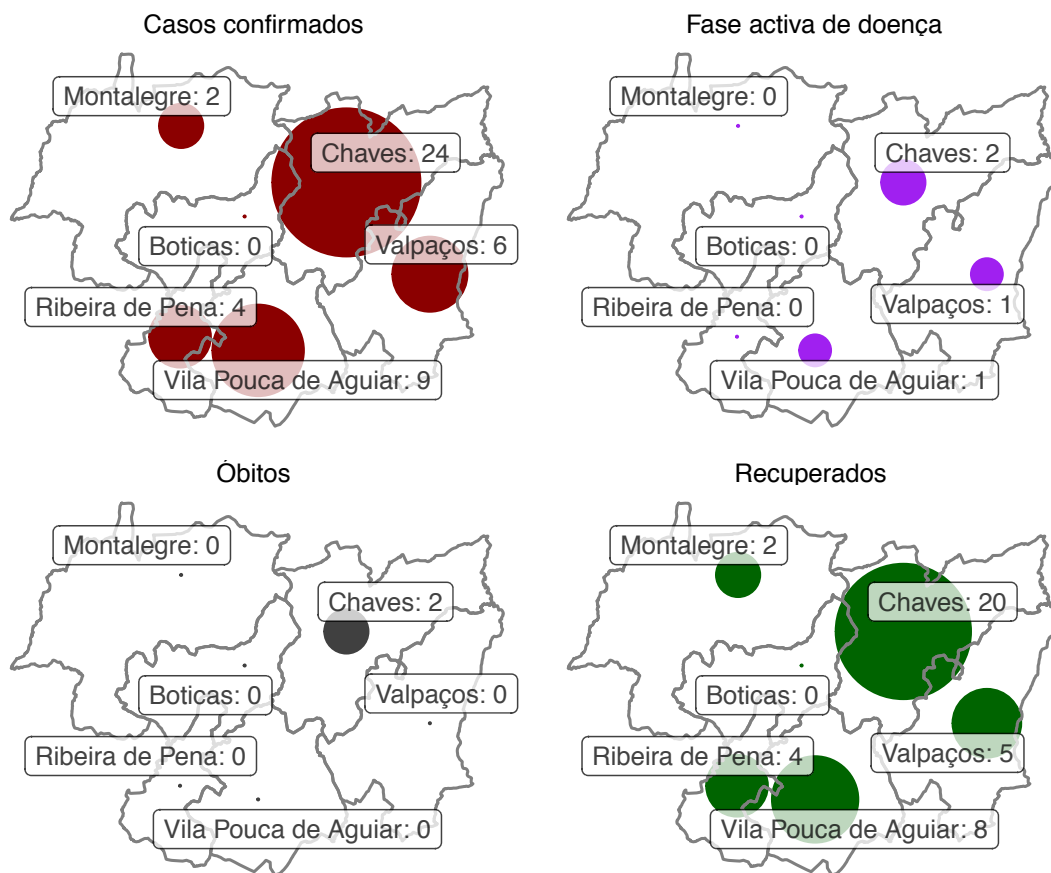 Casos confirmados
Montalegre: 2
Chaves: 24
Boticas: 0
Valpaços: 6
Ribeira de Pena: 4
Vila Pouca de Aguiar: 9
Fase activa de doença
Montalegre: 0
Chaves: 2
Boticas: 0
Valpaços: 1
Ribeira de Pena: 0
Vila Pouca de Aguiar: 1
Óbitos
Montalegre: 0
Chaves: 2
Boticas: 0
Valpaços: 0
Ribeira de Pena: 0
Vila Pouca de Aguiar: 0
Recuperados
Montalegre: 2
Chaves: 20
Boticas: 0
Valpaços: 5
Ribeira de Pena: 4
Vila Pouca de Aguiar: 8